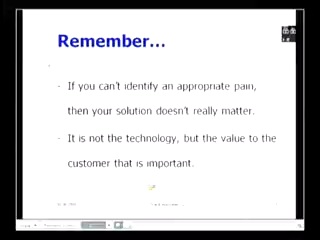 Remember...
- If you can't identify an appropriate pain,
then your solution doesn't really matter.
- It is not the technology, but the value to the
customer that is important.